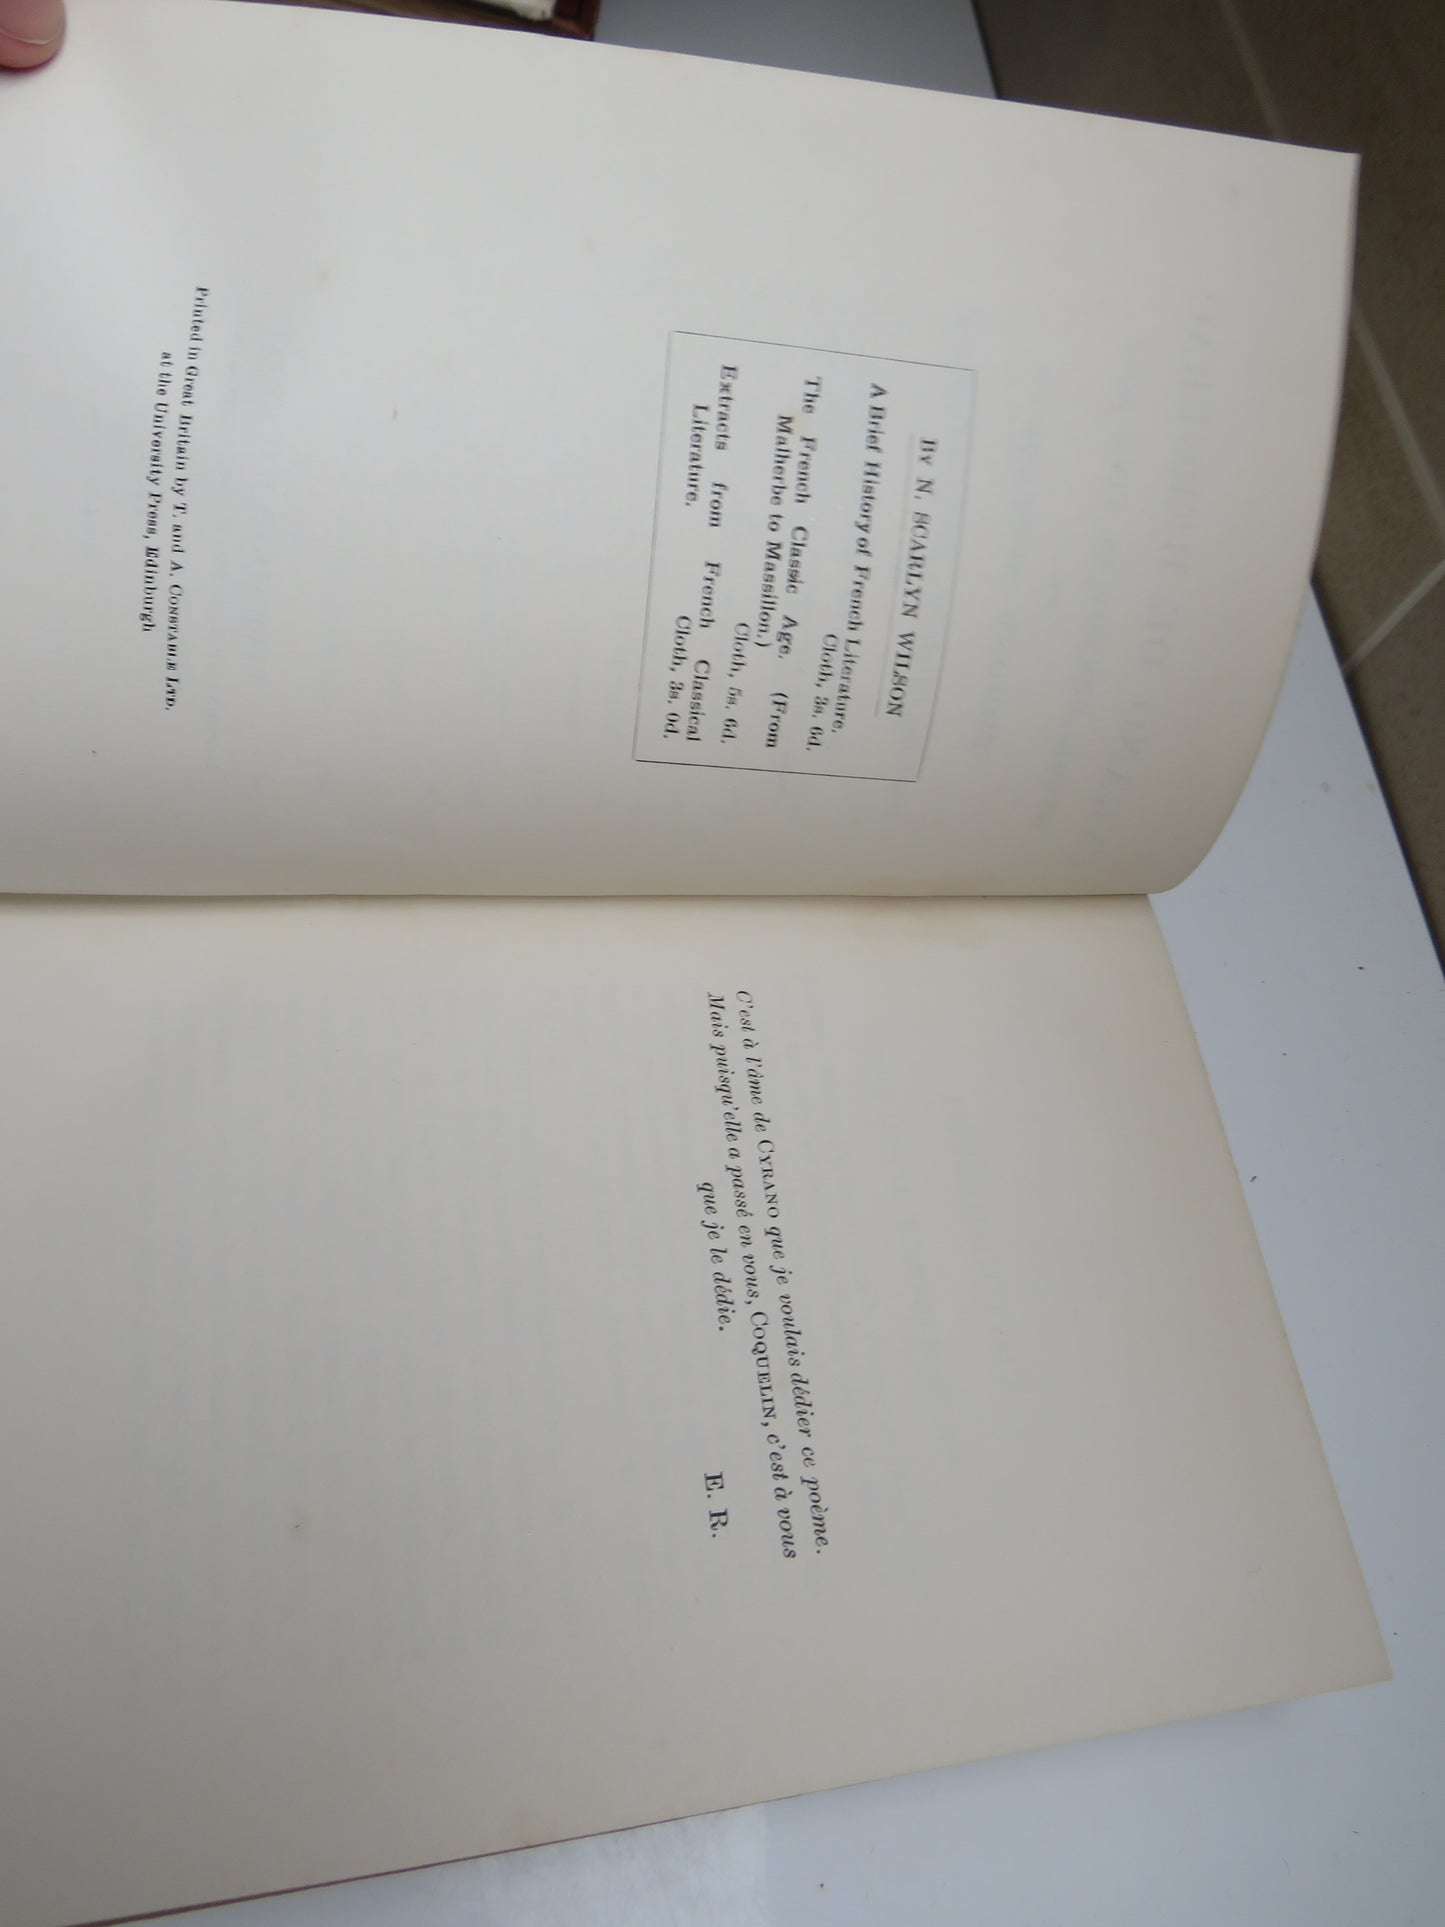 BY N. SCARLYN WILSON
A Brief History of French Literature.
Cloth, 3s. 6d.
The French Classic Age. (From
Malherbe to Massillon.)
Cloth, 5s. 6d.
Extracts from French Classical
Literature. Cloth, 3s. 0d.
Printed in Great Britain by T. and A. CONSTABLE LTD.
at the University Press, Edinburgh
C'est à l'âme de CYRANO que je voulais dédier ce poème.
Mais puisqu'elle a passé en vous, COQUELIN, c'est à vous
que je le dédie.
E. R.